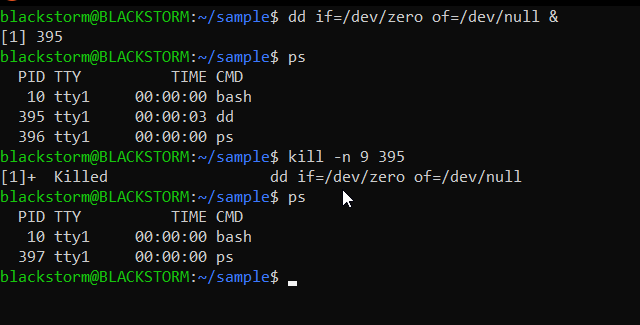 blackstorm@BLACKSTORM:~/sample$ dd if=/dev/zero of=/dev/null &
[1] 395
blackstorm@BLACKSTORM:~/sample$ ps
  PID TTY          TIME CMD
   10 tty1     00:00:00 bash
  395 tty1     00:00:03 dd
  396 tty1     00:00:00 ps
blackstorm@BLACKSTORM:~/sample$ kill -n 9 395
[1]+  Killed                  dd if=/dev/zero of=/dev/null
blackstorm@BLACKSTORM:~/sample$ ps
  PID TTY          TIME CMD
   10 tty1     00:00:00 bash
  397 tty1     00:00:00 ps
blackstorm@BLACKSTORM:~/sample$